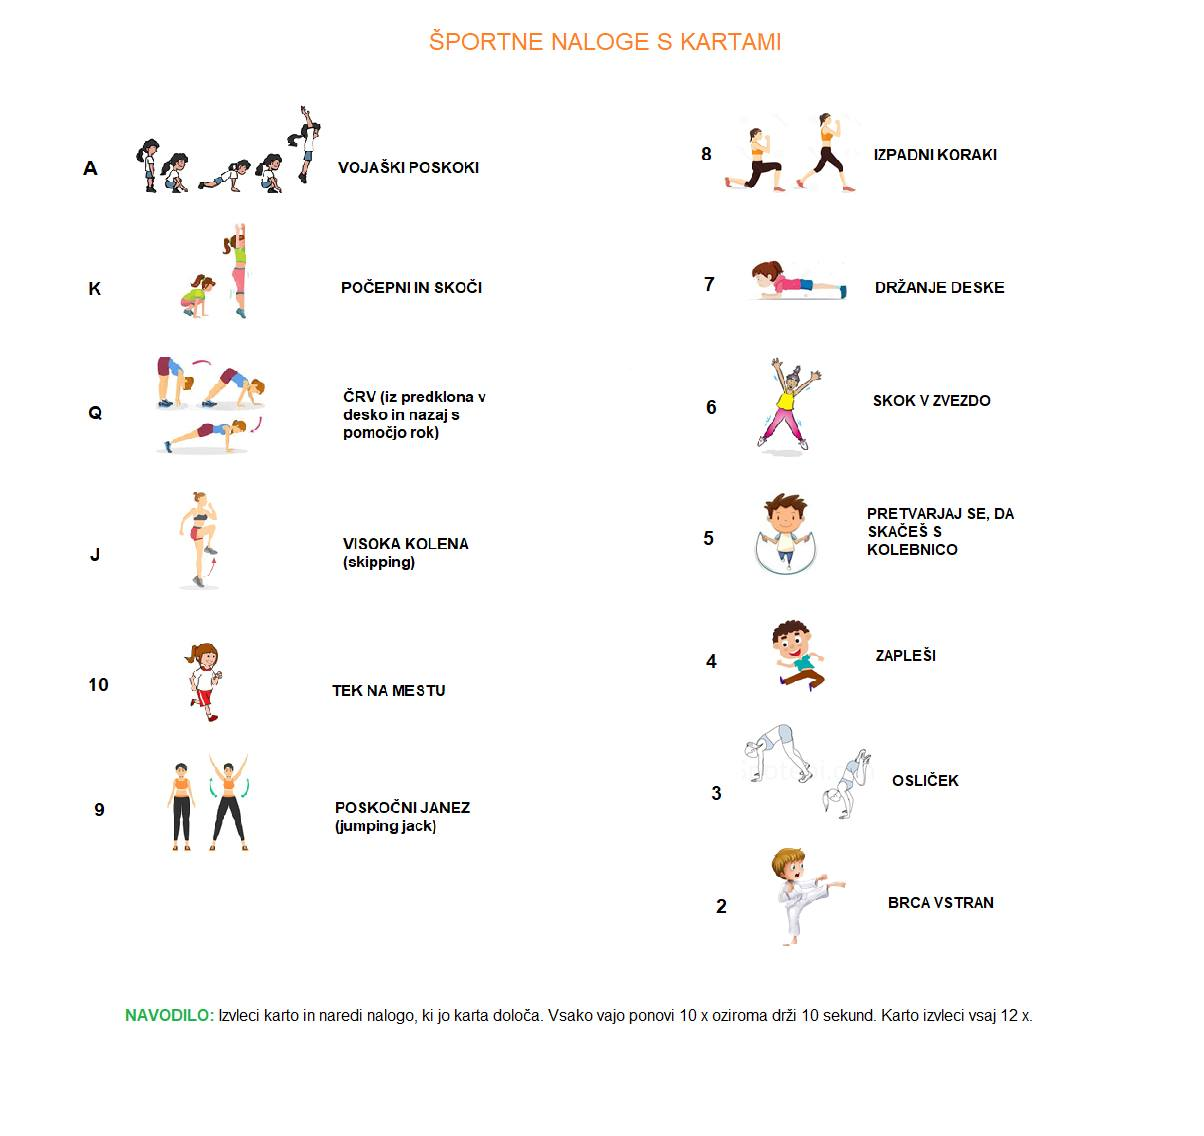 ŠPORTNE NALOGE S KARTAMI
A
VOJAŠKI POSKOKI
K
POČEPNI IN SKOČI
Q
ČRV (iz predklona v
desko in nazaj s
pomočjo rok)
J
VISOKA KOLENA
(skipping)
10
TEK NA MESTU
9
POSKOČNI JANEZ
(jumping jack)
8
IZPADNI KORAKI
7
DRŽANJE DESKE
6
SKOK V ZVEZDO
5
PRETVARJAJ SE, DA
SKAČEŠ S
KOLEBNICO
4
ZAPLEŠI
3
OSLIČEK
2
BRCA VSTRAN
NAVODILO: Izvleci karto in naredi nalogo, ki jo karta določa. Vsako vajo ponovi 10 x oziroma drži 10 sekund. Karto izvleci vsaj 12 x.